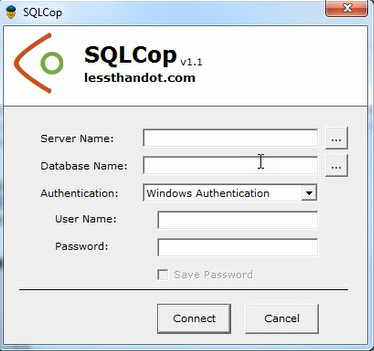 SQLCop
SQLCop v1.1
lessthandot.com
Server Name:
...
Database Name:
...
Authentication: Windows Authentication
User Name:
Password:
Save Password
Connect Cancel